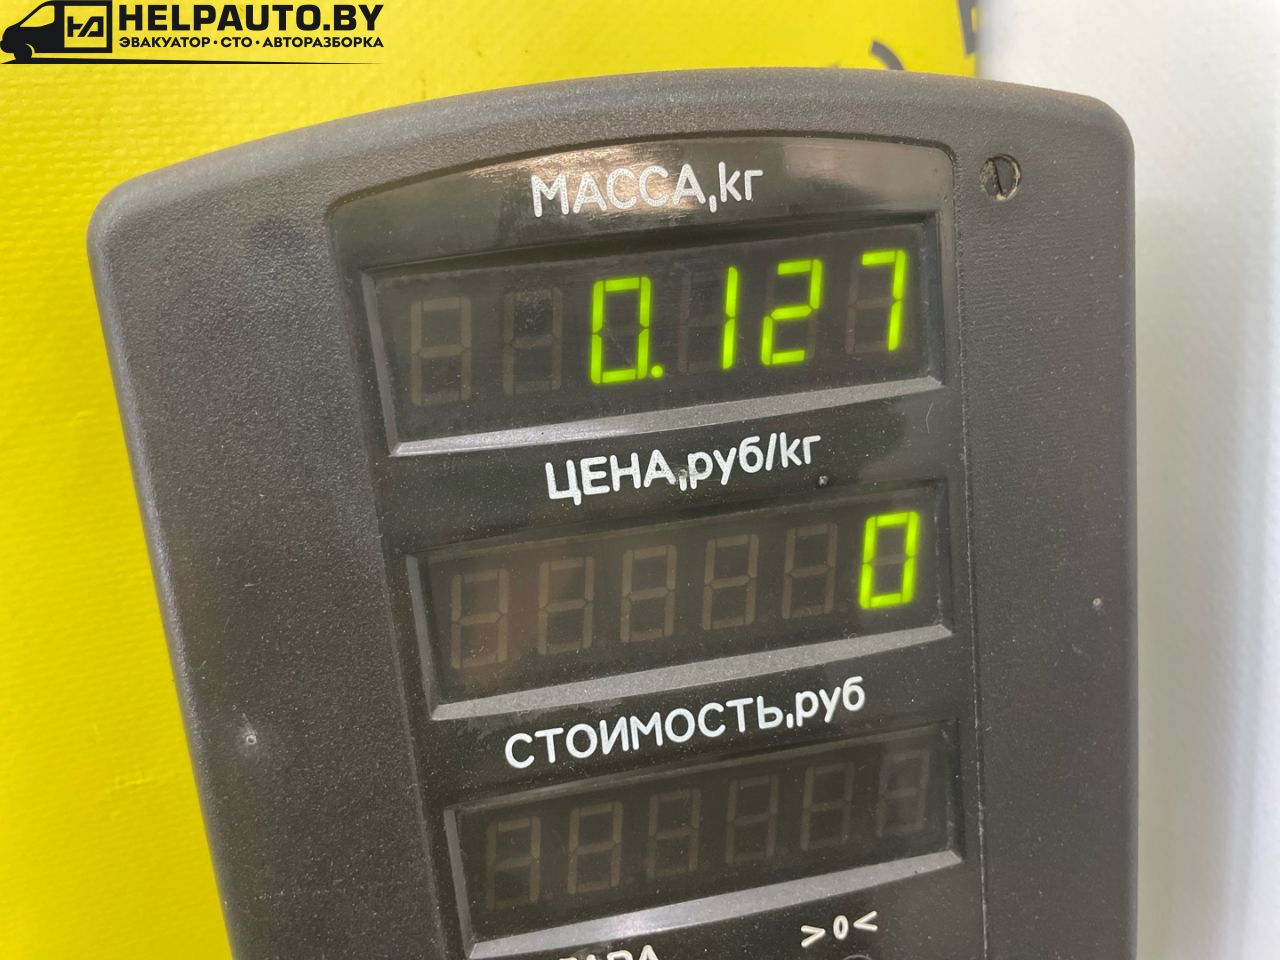 HELPAUTO.BY
ЭВАКУАТОР · СТО · АВТОРАЗБОРКА
МАССА,кг
0.127
ЦЕНА,руб/кг
0
СТОИМОСТЬ,руб
>0<